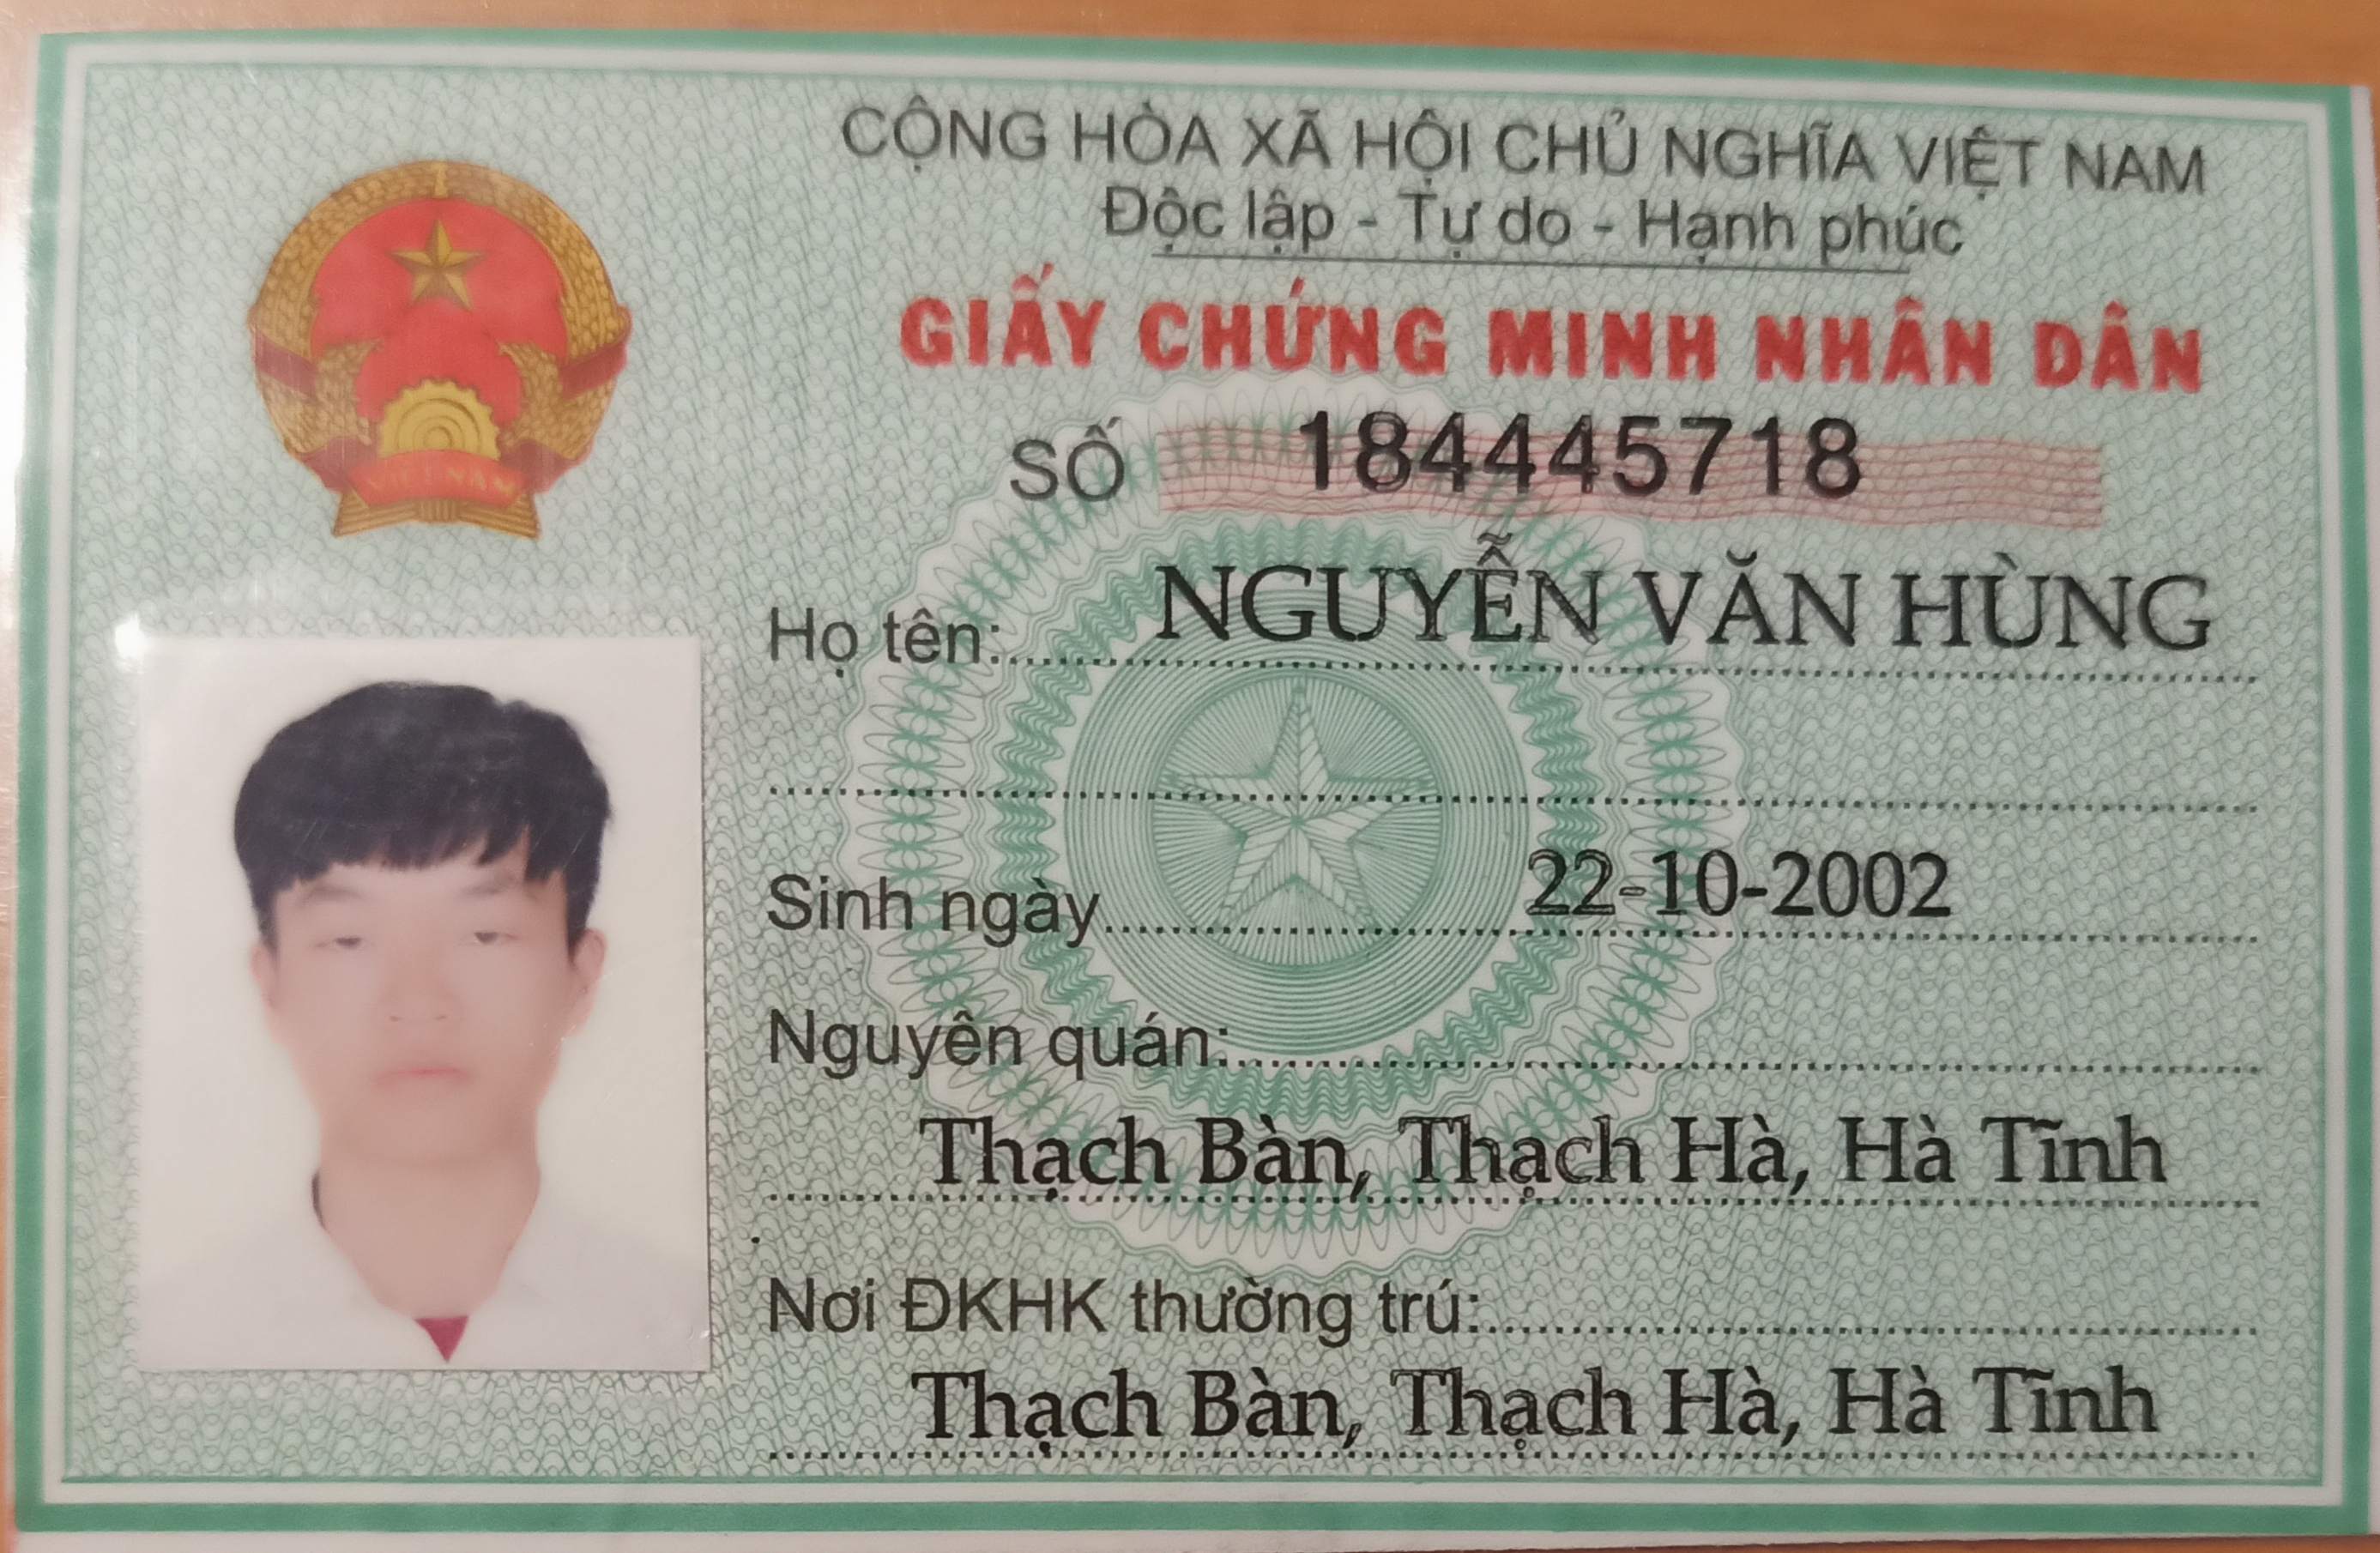 CỘNG HÒA XÃ HỘI CHỦ NGHĨA VIỆT NAM
Độc lập - Tự do - Hạnh phúc
GIẤY CHỨNG MINH NHÂN DÂN
SỐ 184445718
Họ tên: NGUYỄN VĂN HÙNG
Sinh ngày 22-10-2002
Nguyên quán:
Thạch Bàn, Thạch Hà, Hà Tĩnh
Nơi ĐKHK thường trú:
Thạch Bàn, Thạch Hà, Hà Tĩnh
VIỆT NAM